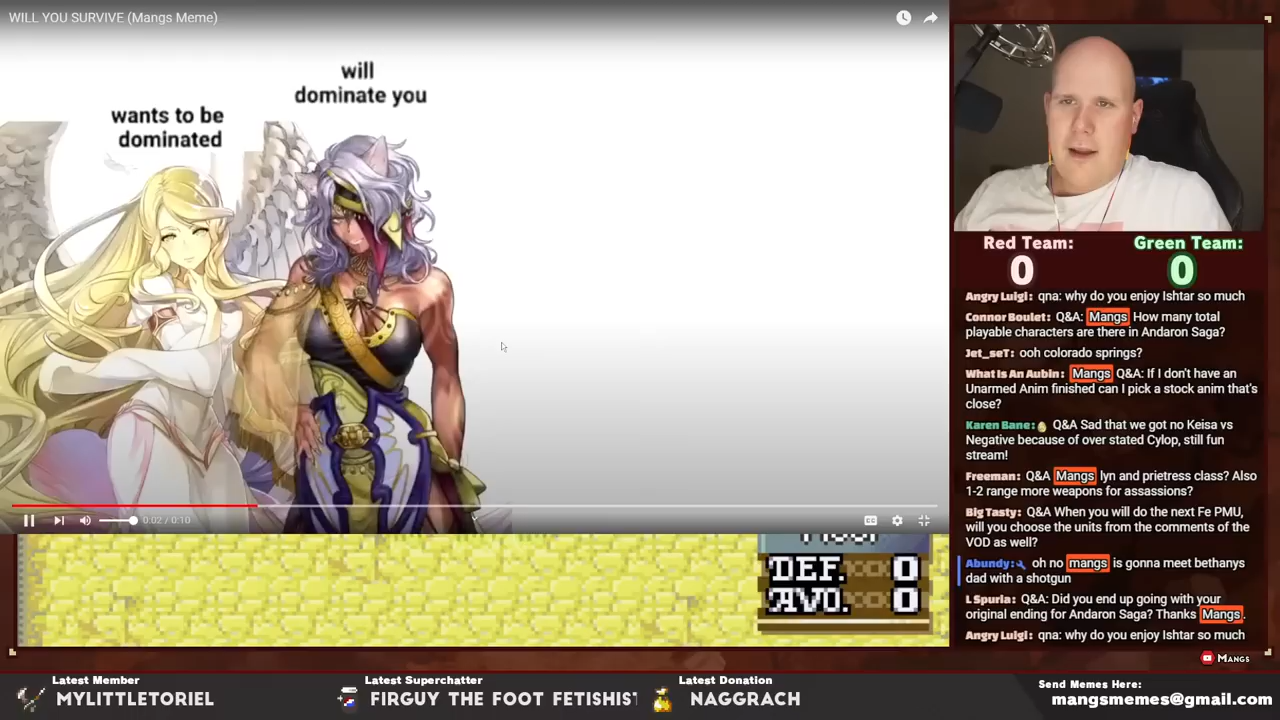 WILL YOU SURVIVE (Mangs Meme)
will
dominate you
wants to be
dominated
0:02 / 0:10
DEF. 0
AVO. 0
Red Team: Green Team:
0 0
Angry Luigi: qna: why do you enjoy Ishtar so much
Connor Boulet: Q&A: Mangs How many total
playable characters are there in Andaron Saga?
Jet_seT: ooh colorado springs?
What Is An Aubin: Mangs Q&A: If I don't have an
Unarmed Anim finished can I pick a stock anim that's
close?
Karen Bane: Q&A Sad that we got no Keisa vs
Negative because of over stated Cylop, still fun
stream!
Freeman: Q&A Mangs lyn and prietress class? Also
1-2 range more weapons for assassions?
Big Tasty: Q&A When you will do the next Fe PMU,
will you choose the units from the comments of the
VOD as well?
Abundy: oh no mangs is gonna meet bethanys
dad with a shotgun
L Spuria: Q&A: Did you end up going with your
original ending for Andaron Saga? Thanks Mangs.
Angry Luigi: qna: why do you enjoy Ishtar so much
MANGS
Latest Member
MYLITTLETORIEL
Latest Superchatter
FIRGUY THE FOOT FETISHIST
Latest Donation
NAGGRACH
Send Memes Here:
mangsmemes@gmail.com